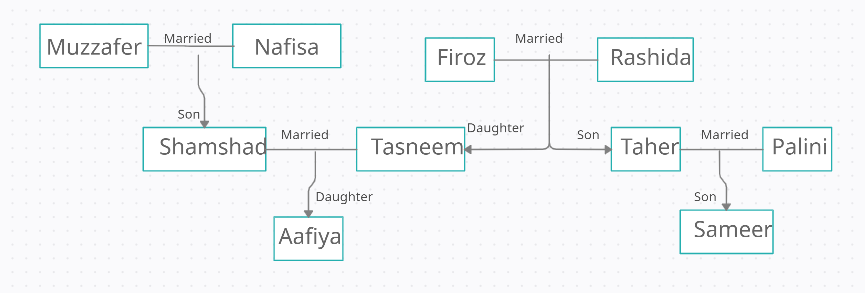 Muzzafer
Married
Nafisa
Firoz
Married
Rashida
Son
Shamshad
Married
Tasneem
Daughter
Son
Taher
Married
Palini
Daughter
Aafiya
Son
Sameer